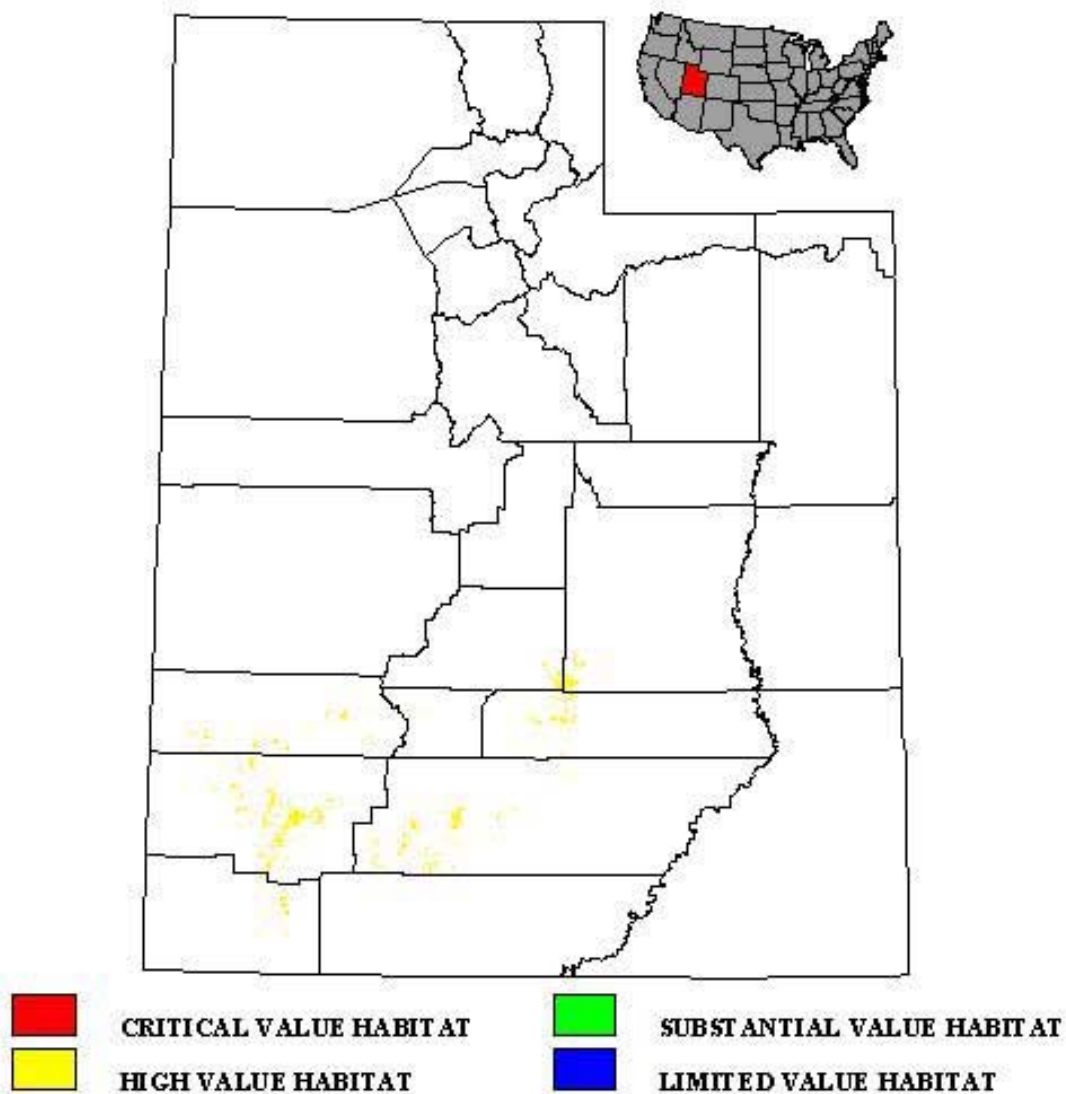 CRITICAL VALUE HABITAT
SUBSTANTIAL VALUE HABITAT
HIGH VALUE HABITAT
LIMITED VALUE HABITAT